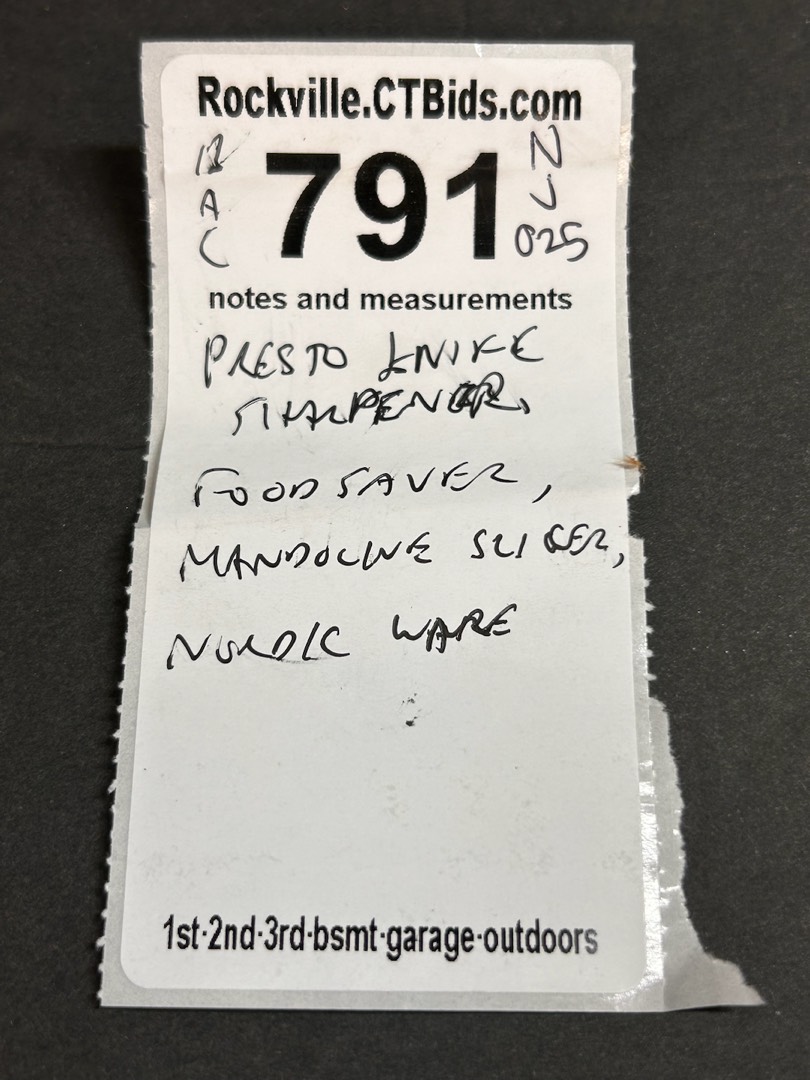 Rockville.CTBids.com
791
025
notes and measurements
PRESTO KNIFE
SHARPENER,
FOODSAVER,
MANDOLINE SLICER,
NORDIC WARE
1st·2nd·3rd·bsmt·garage·outdoors